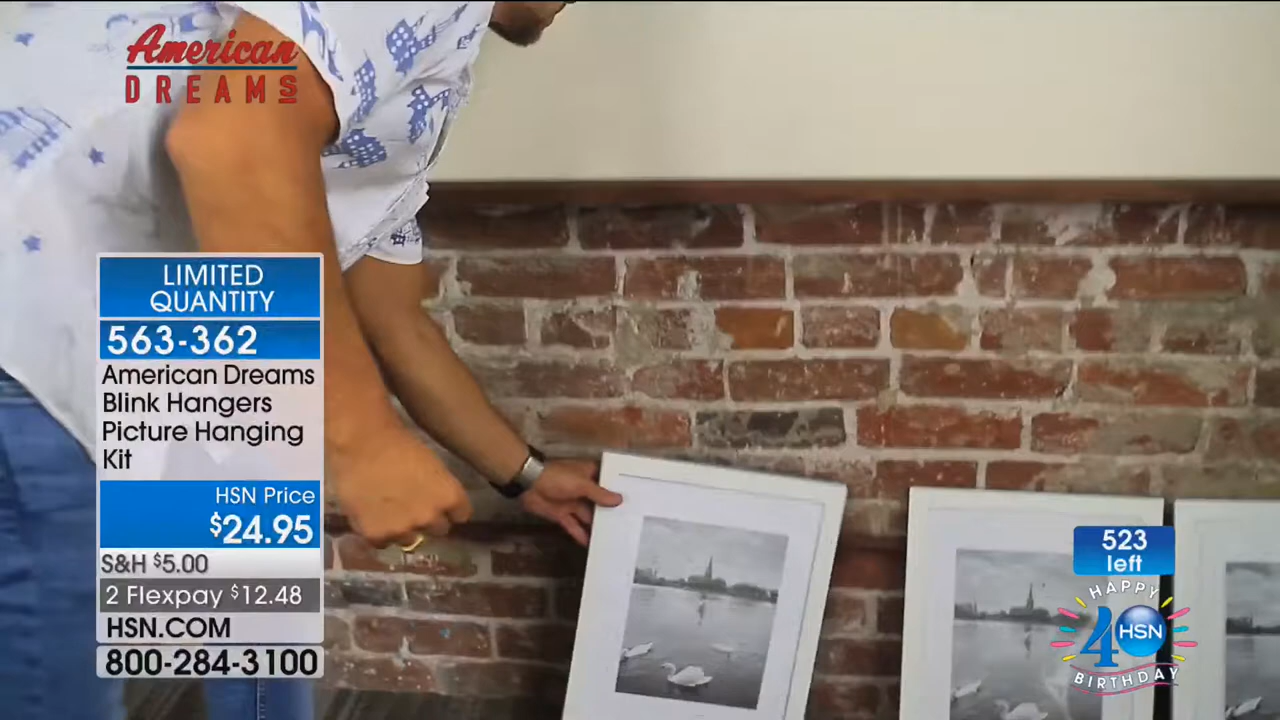 American
DREAMS
LIMITED
QUANTITY
563-362
American Dreams
Blink Hangers
Picture Hanging
Kit
HSN Price
$24.95
S&H $5.00
2 Flexpay $12.48
HSN.COM
800-284-3100
523
left
HAPPY
40 HSN
BIRTHDAY